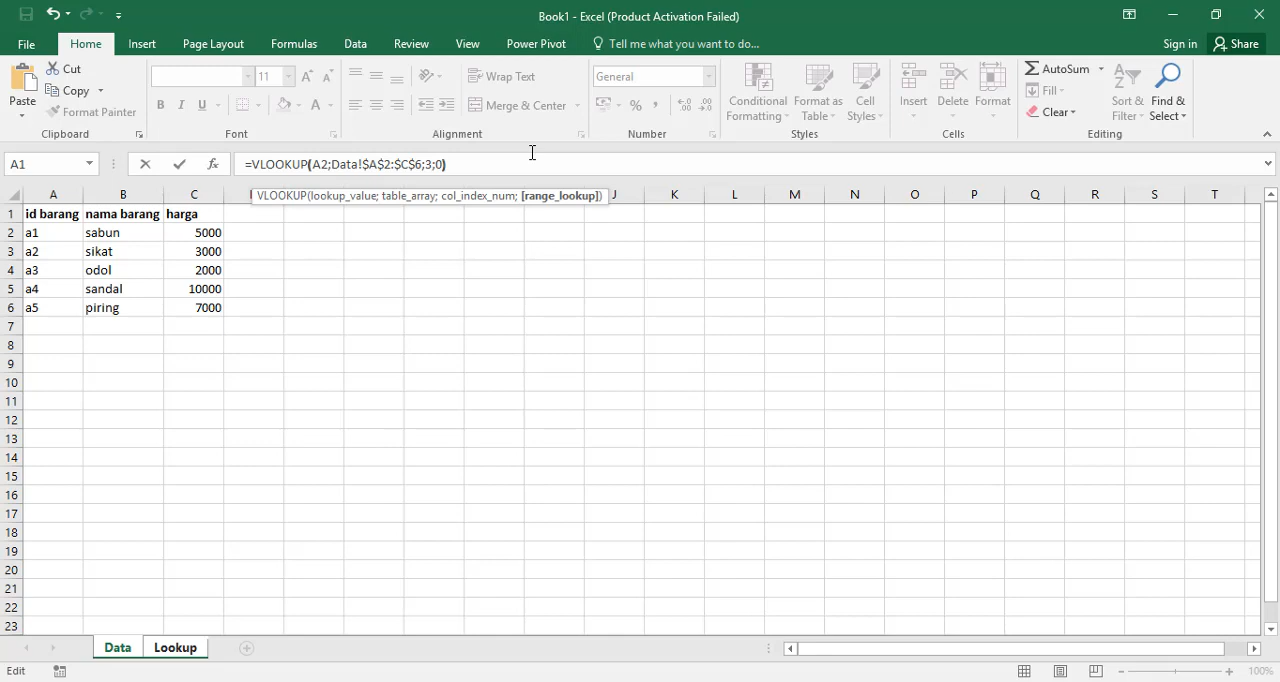 Book1 - Excel (Product Activation Failed)
File Home Insert Page Layout Formulas Data Review View Power Pivot Tell me what you want to do... Sign in Share
Paste Cut Copy Format Painter
11
Wrap Text
Merge & Center
General
Conditional Formatting
Format as Table
Cell Styles
Insert Delete Format
AutoSum
Fill
Clear
Sort & Filter
Find & Select
Clipboard Font Alignment Number Styles Cells Editing
A1 fx =VLOOKUP(A2;Data!$A$2:$C$6;3;0)
VLOOKUP(lookup_value; table_array; col_index_num; [range_lookup])
A B C J K L M N O P Q R S T
1 id barang nama barang harga
2 a1 sabun 5000
3 a2 sikat 3000
4 a3 odol 2000
5 a4 sandal 10000
6 a5 piring 7000
7
8
9
10
11
12
13
14
15
16
17
18
19
20
21
22
23
Data Lookup
Edit 100%